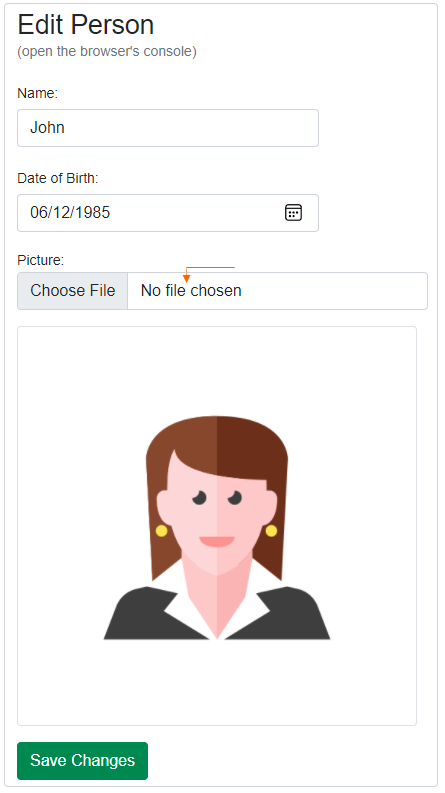 Edit Person
(open the browser's console)
Name:
John
Date of Birth:
06/12/1985
Picture:
Choose File No file chosen
Save Changes